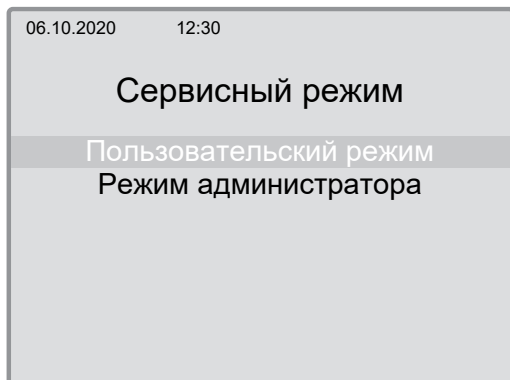 06.10.2020 12:30
Сервисный режим
Пользовательский режим
Режим администратора